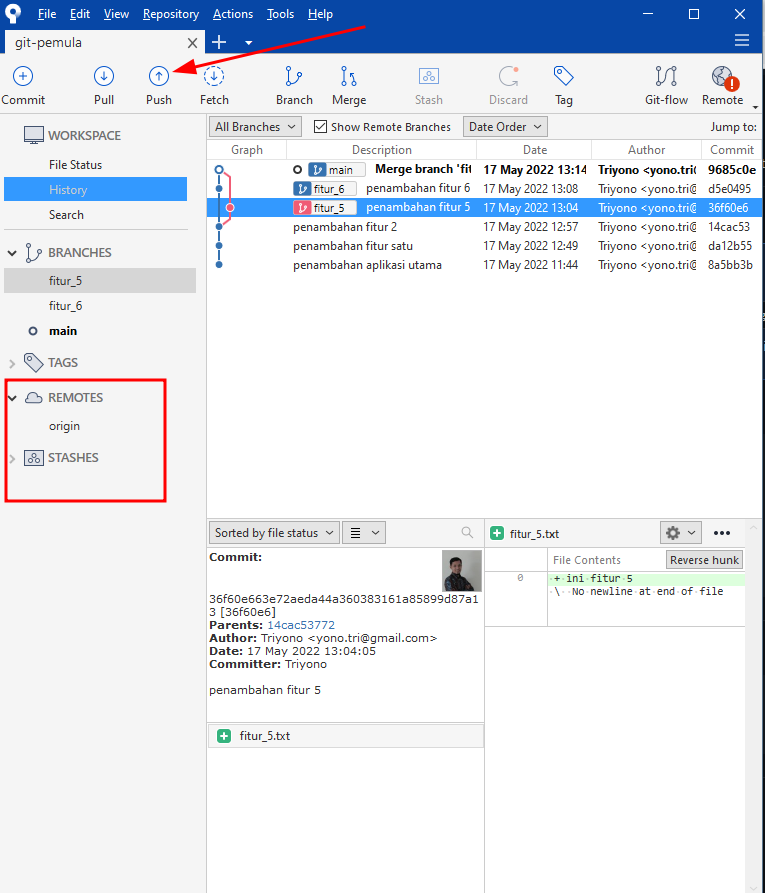 File Edit View Repository Actions Tools Help
git-pemula
Commit Pull Push Fetch Branch Merge Stash Discard Tag Git-flow Remote
WORKSPACE
File Status
History
Search
BRANCHES
fitur_5
fitur_6
main
TAGS
REMOTES
origin
STASHES
All Branches Show Remote Branches Date Order Jump to:
Graph Description Date Author Commit
main Merge branch 'fit 17 May 2022 13:14 Triyono <yono.tri@ 9685c0e
fitur_6 penambahan fitur 6 17 May 2022 13:08 Triyono <yono.tri@ d5e0495
fitur_5 penambahan fitur 5 17 May 2022 13:04 Triyono <yono.tri@ 36f60e6
penambahan fitur 2 17 May 2022 12:57 Triyono <yono.tri@ 14cac53
penambahan fitur satu 17 May 2022 12:49 Triyono <yono.tri@ da12b55
penambahan aplikasi utama 17 May 2022 11:44 Triyono <yono.tri@ 8a5bb3b
Sorted by file status
Commit:
36f60e663e72aeda44a360383161a85899d87a1
3 [36f60e6]
Parents: 14cac53772
Author: Triyono <yono.tri@gmail.com>
Date: 17 May 2022 13:04:05
Committer: Triyono
penambahan fitur 5
fitur_5.txt
fitur_5.txt
File Contents Reverse hunk
0 + ini fitur 5
\ No newline at end of file